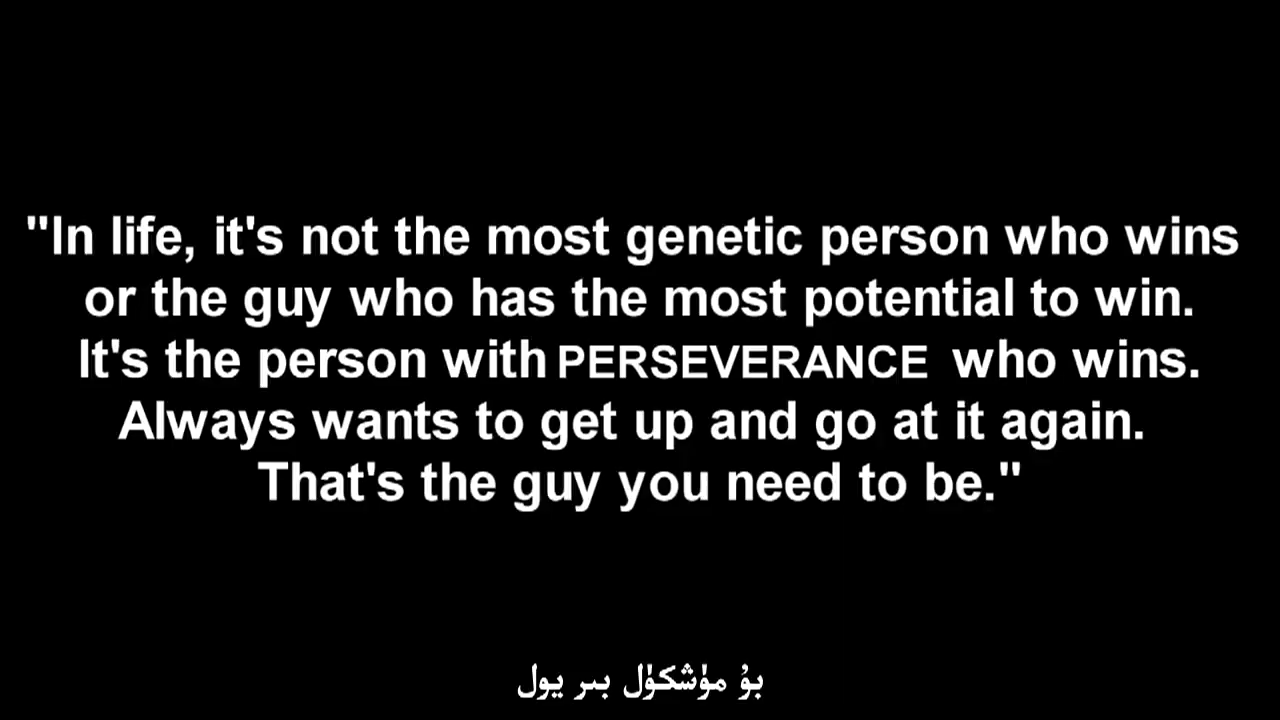 "In life, it's not the most genetic person who wins
or the guy who has the most potential to win.
It's the person with PERSEVERANCE who wins.
Always wants to get up and go at it again.
That's the guy you need to be."
بۇ مۈشكۈل بىر يول